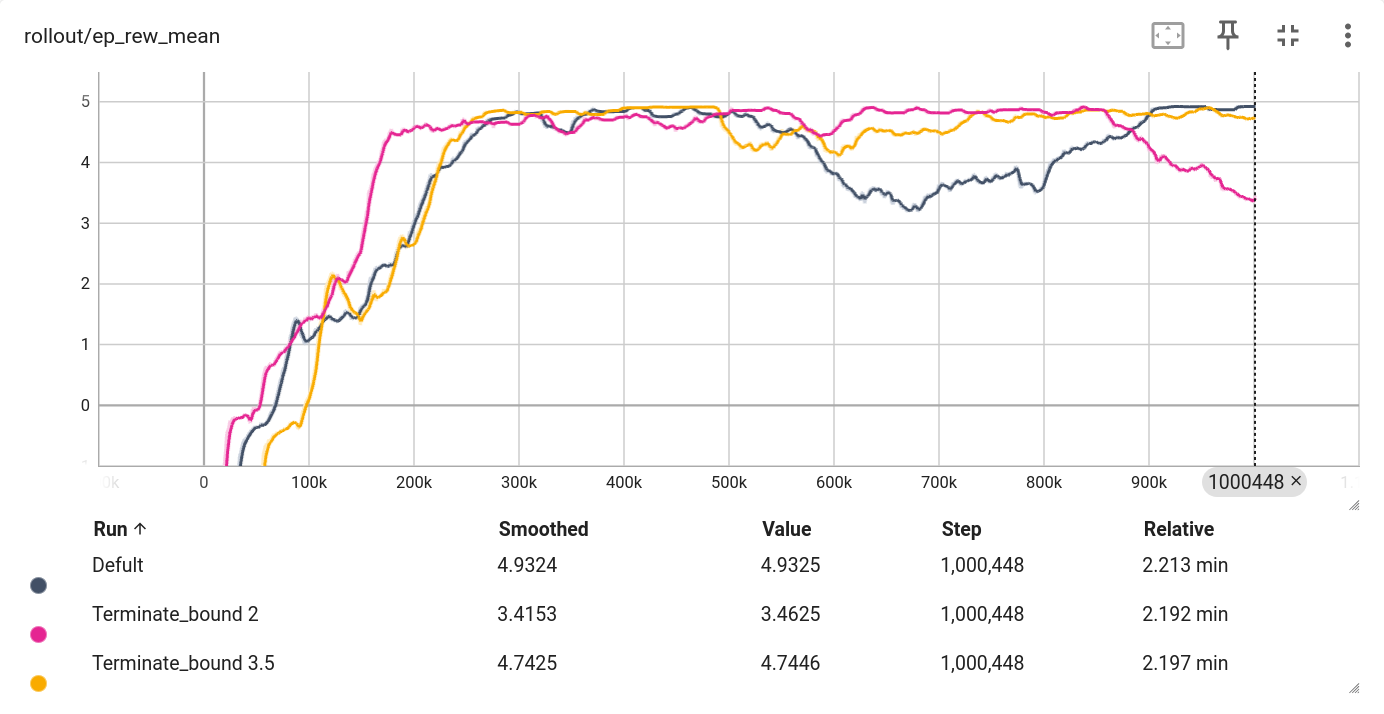 rollout/ep_rew_mean
5
4
3
2
1
0
0k 0 100k 200k 300k 400k 500k 600k 700k 800k 900k 1000448 × 1.
Run ↑ Smoothed Value Step Relative
Defult 4.9324 4.9325 1,000,448 2.213 min
Terminate_bound 2 3.4153 3.4625 1,000,448 2.192 min
Terminate_bound 3.5 4.7425 4.7446 1,000,448 2.197 min